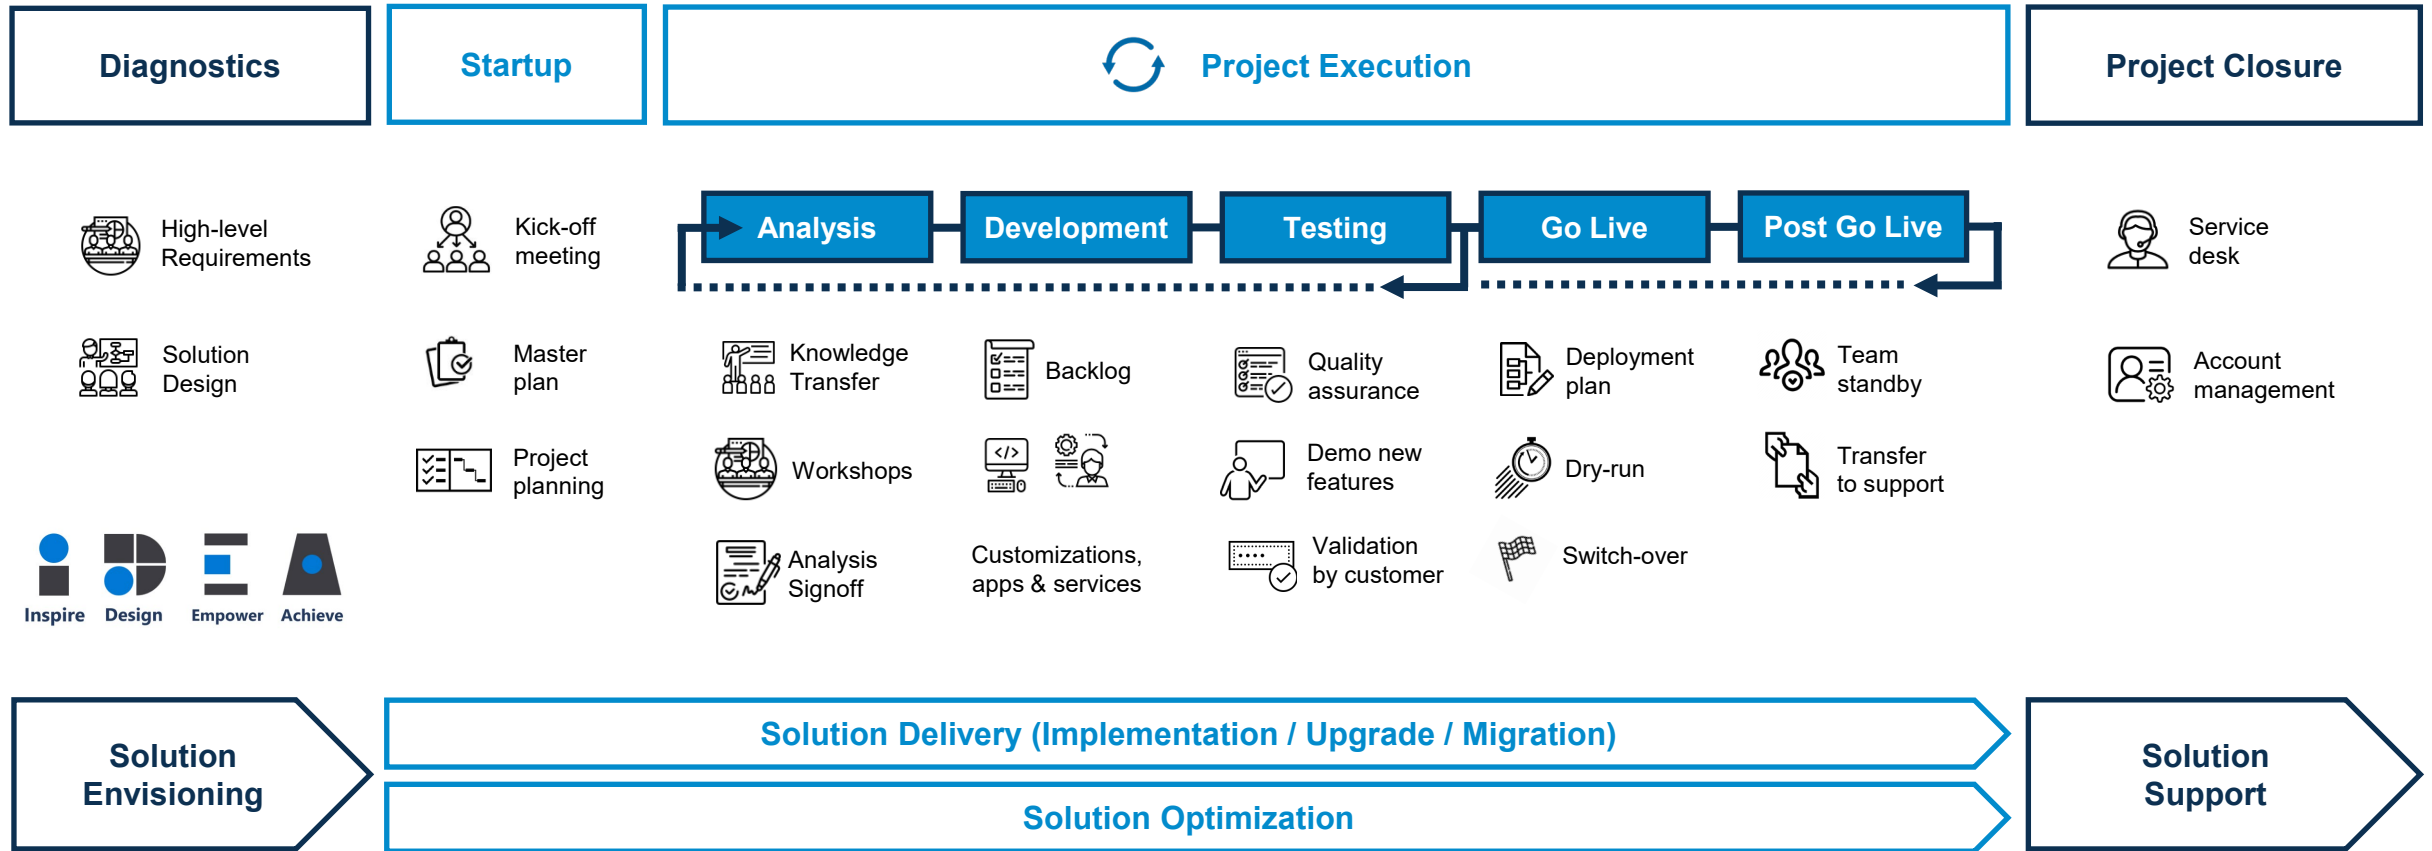 Diagnostics
Startup
Project Execution
Project Closure
High-level
Requirements
Solution
Design
Inspire
Design
Empower
Achieve
Kick-off
meeting
Master
plan
Project
planning
Analysis
Development
Testing
Go Live
Post Go Live
Knowledge
Transfer
Workshops
Analysis
Signoff
Backlog
Customizations,
apps & services
Quality
assurance
Demo new
features
Validation
by customer
Deployment
plan
Dry-run
Switch-over
Team
standby
Transfer
to support
Service
desk
Account
management
Solution
Envisioning
Solution Delivery (Implementation / Upgrade / Migration)
Solution Optimization
Solution
Support